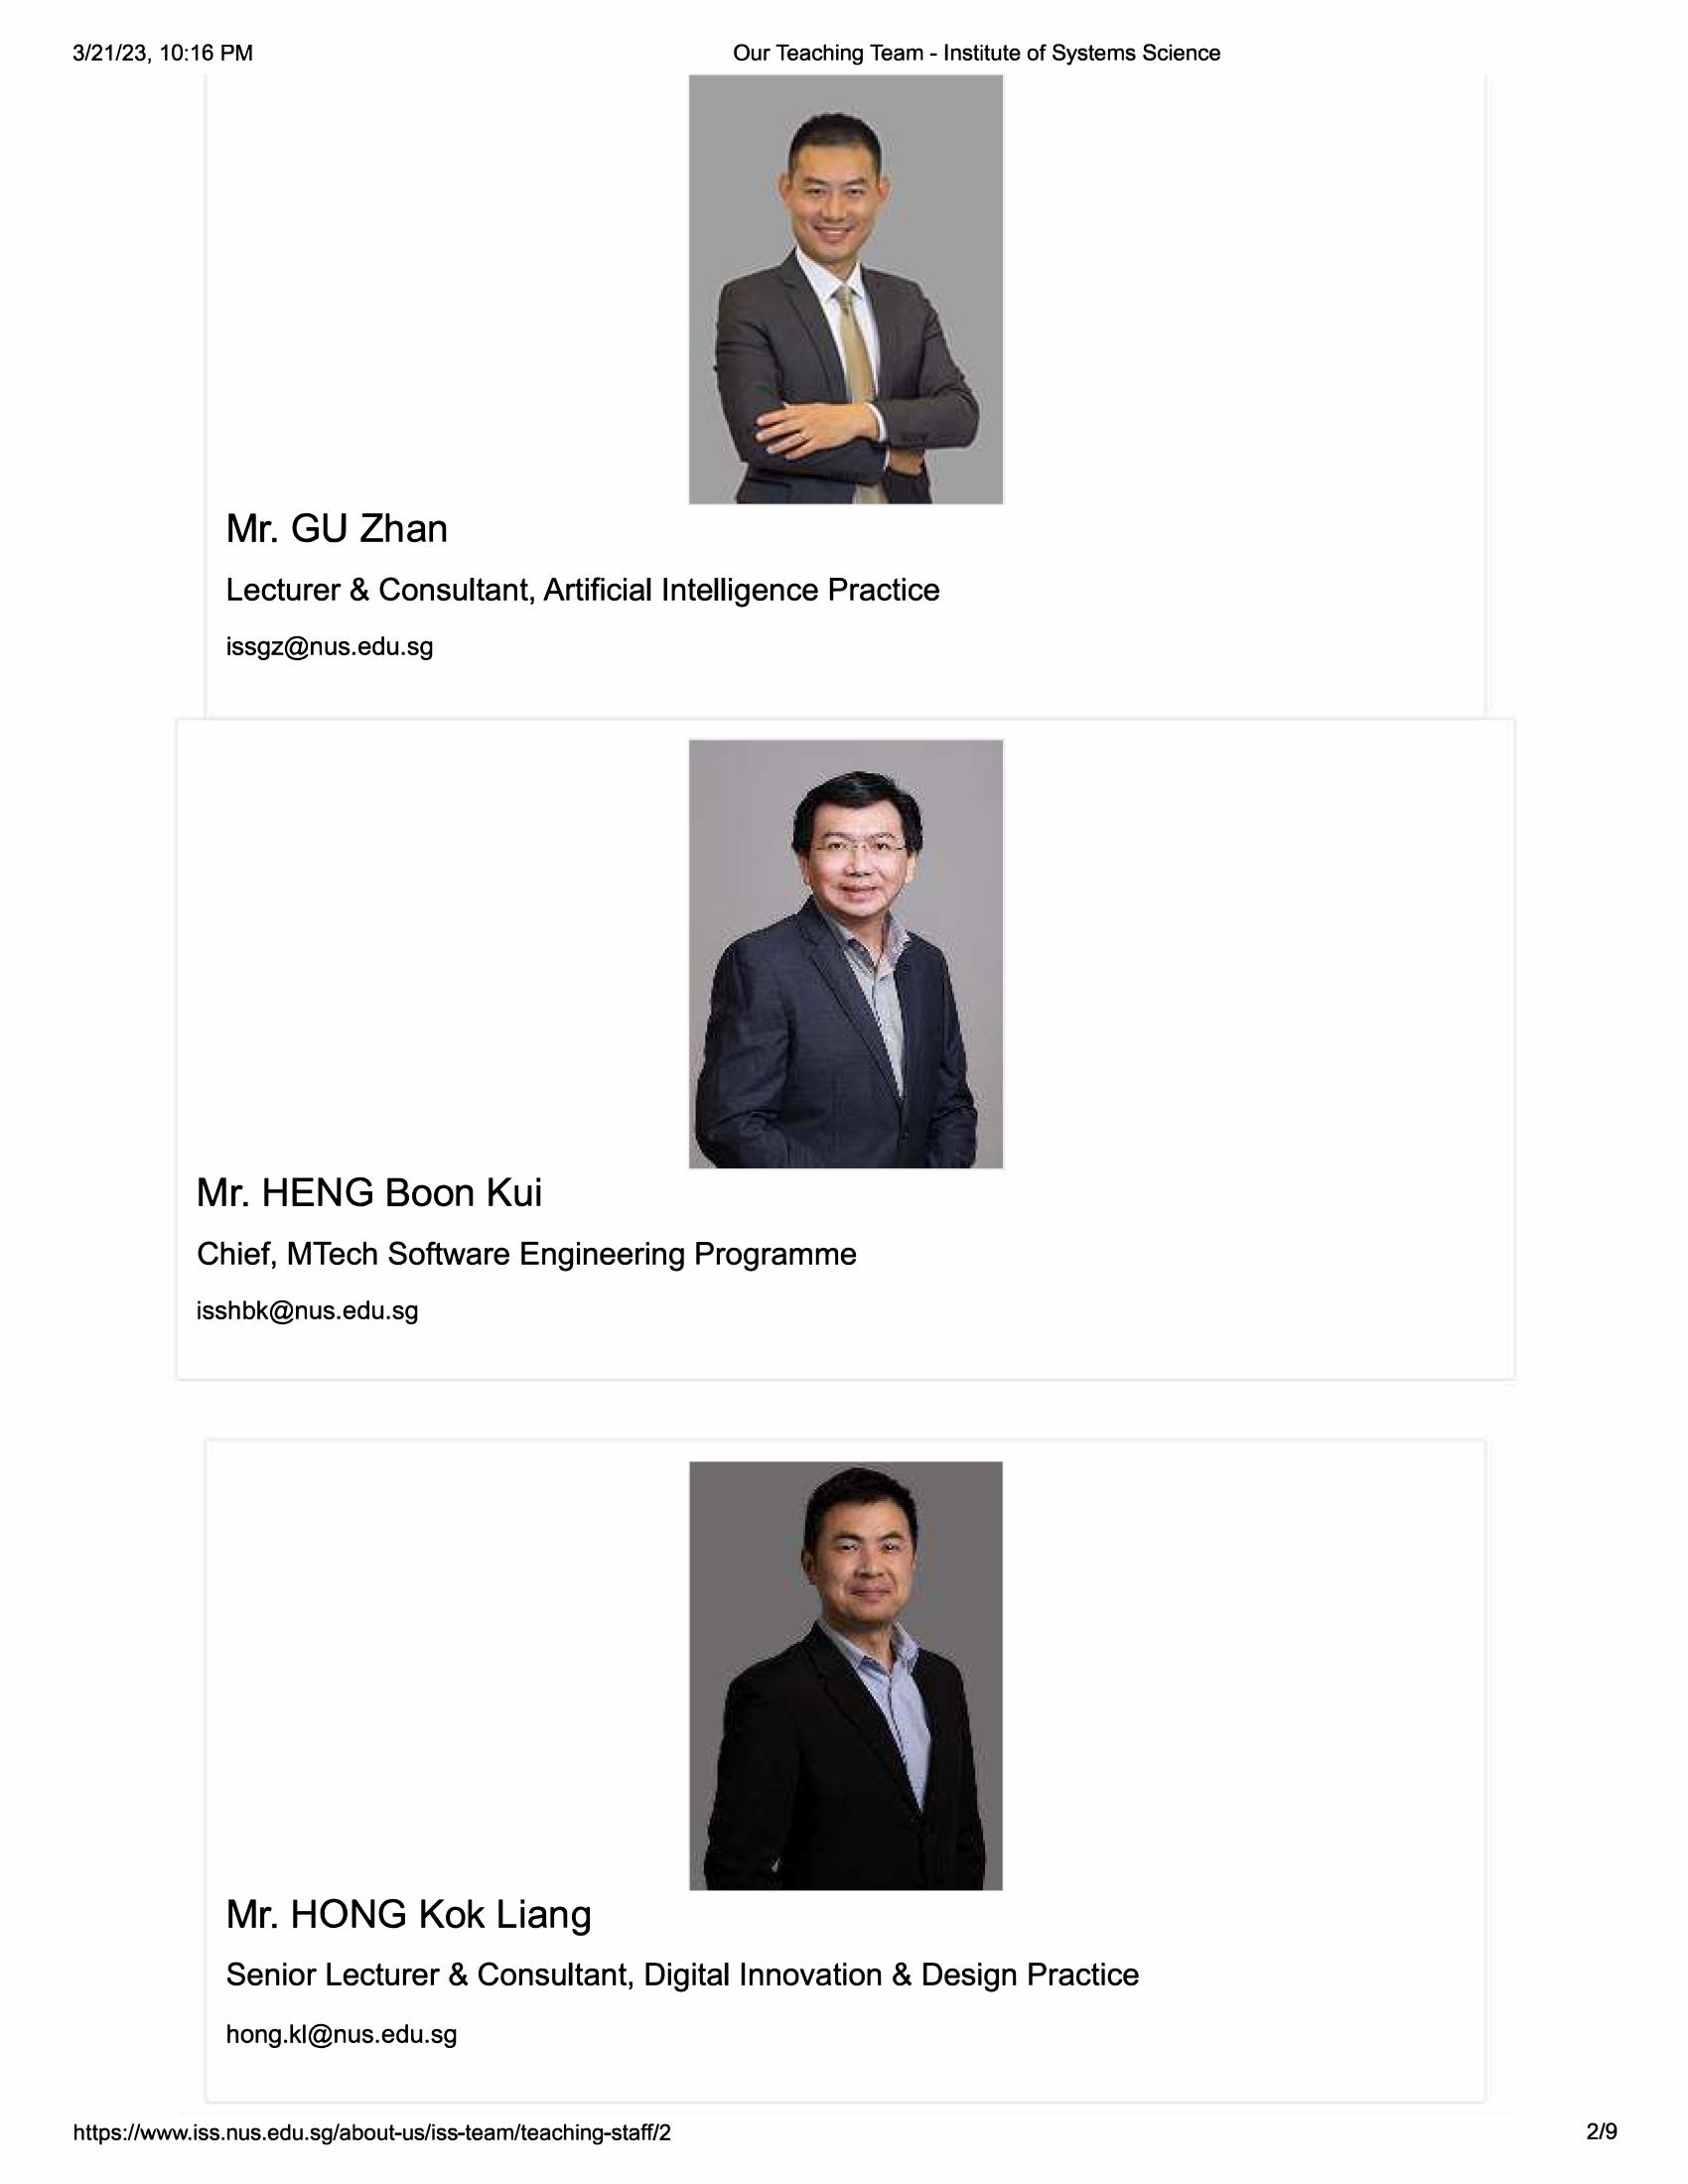 3/21/23, 10:16 PM
Our Teaching Team - Institute of Systems Science
Mr. GU Zhan
Lecturer & Consultant, Artificial Intelligence Practice
issgz@nus.edu.sg
Mr. HENG Boon Kui
Chief, MTech Software Engineering Programme
isshbk@nus.edu.sg
Mr. HONG Kok Liang
Senior Lecturer & Consultant, Digital Innovation & Design Practice
hong.kl@nus.edu.sg
https://www.iss.nus.edu.sg/about-us/iss-team/teaching-staff/2
2/9